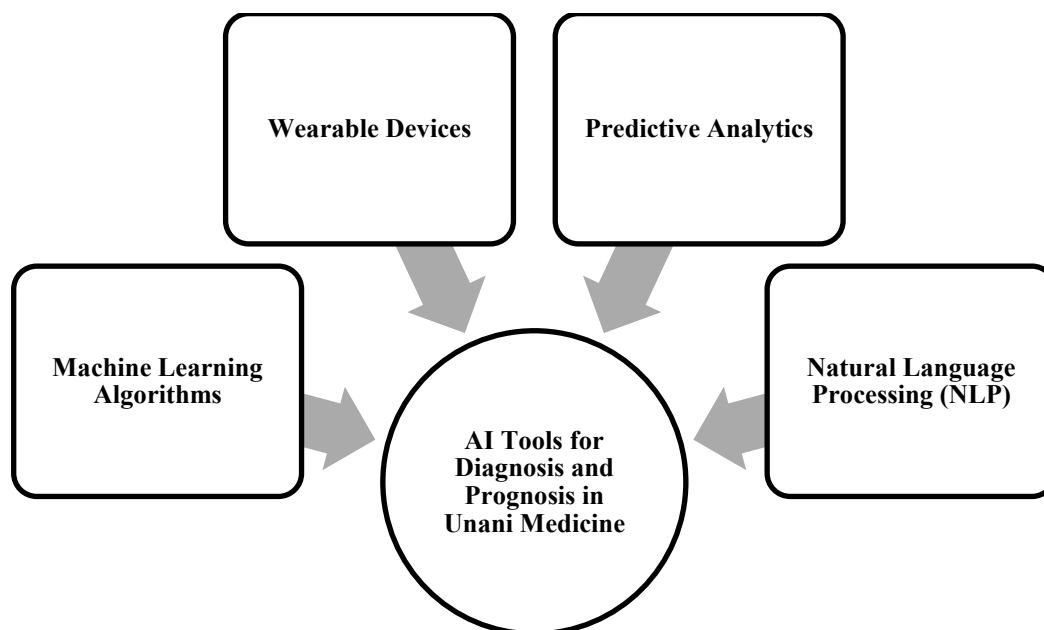 Wearable Devices
Predictive Analytics
Machine Learning
Algorithms
Natural Language
Processing (NLP)
AI Tools for
Diagnosis and
Prognosis in
Unani Medicine